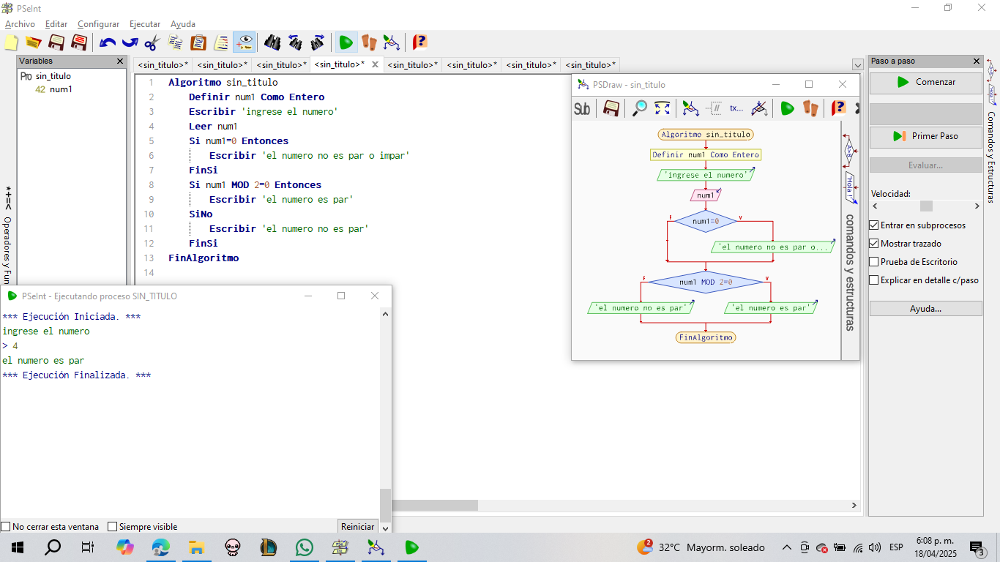 PSeInt
Archivo Editar Configurar Ejecutar Ayuda
Variables
Pro sin_titulo
42 num1
*+=< Operadores y Fun
<sin_titulo>* <sin_titulo>* <sin_titulo>* <sin_titulo>* <sin_titulo>* <sin_titulo>* <sin_titulo>* <sin_titulo>*
1 Algoritmo sin_titulo
2 Definir num1 Como Entero
3 Escribir 'ingrese el numero'
4 Leer num1
5 Si num1=0 Entonces
6 Escribir 'el numero no es par o impar'
7 FinSi
8 Si num1 MOD 2=0 Entonces
9 Escribir 'el numero es par'
10 SiNo
11 Escribir 'el numero no es par'
12 FinSi
13 FinAlgoritmo
14
PSDraw - sin_titulo
Sub tx...
Algoritmo sin_titulo
Definir num1 Como Entero
'ingrese el numero'
num1
F num1=0 V
'el numero no es par o...
F num1 MOD 2=0 V
'el numero no es par' 'el numero es par'
FinAlgoritmo
A>B
'Hola !'
comandos y estructuras
Paso a paso
Comenzar
Primer Paso
Evaluar...
Velocidad:
Entrar en subprocesos
Mostrar trazado
Prueba de Escritorio
Explicar en detalle c/paso
Ayuda...
A>B
'Hola !'
Comandos y Estructuras
PSeInt - Ejecutando proceso SIN_TITULO
*** Ejecución Iniciada. ***
ingrese el numero
> 4
el numero es par
*** Ejecución Finalizada. ***
No cerrar esta ventana Siempre visible Reiniciar
2 32°C Mayorm. soleado ESP 6:08 p. m.
18/04/2025 3